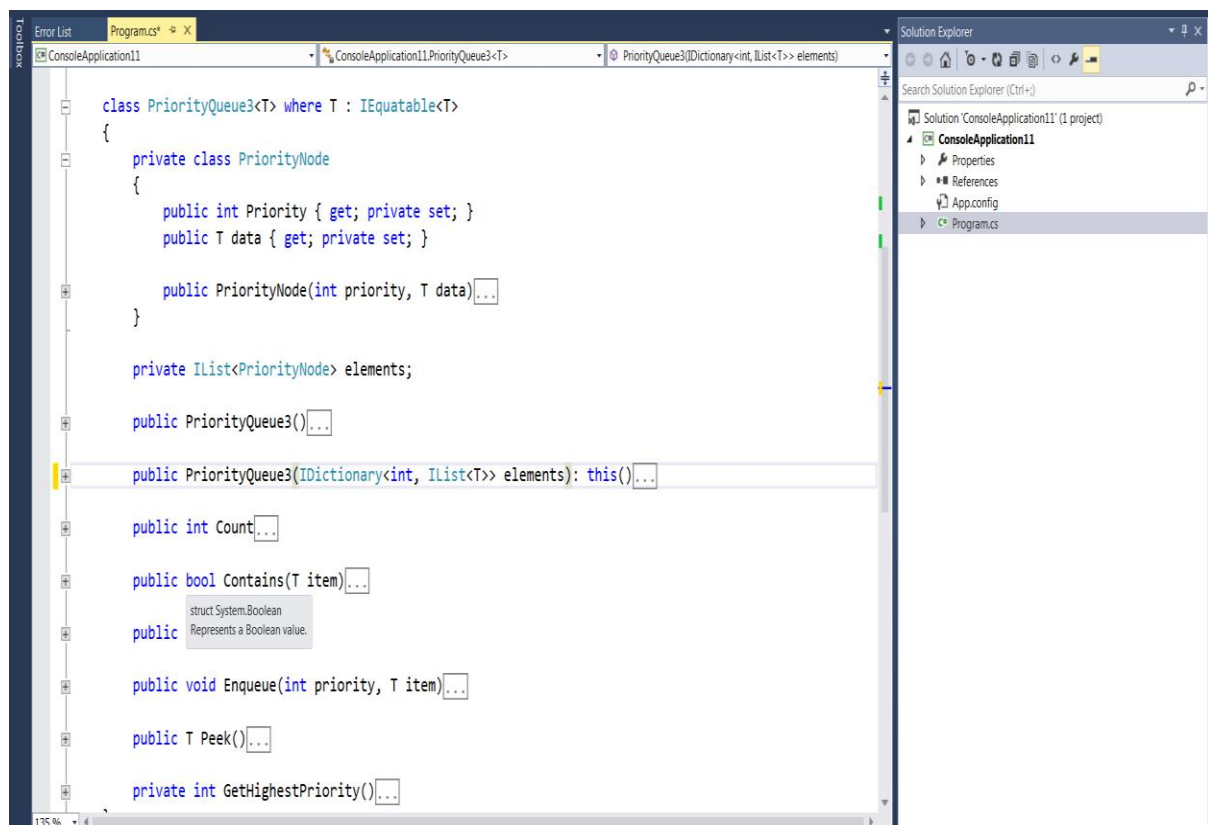 Toolbox
Error List
Program.cs*
ConsoleApplication11
ConsoleApplication11.PriorityQueue3<T>
PriorityQueue3(IDictionary<int, IList<T>> elements)
class PriorityQueue3<T> where T : IEquatable<T>
{
private class PriorityNode
{
public int Priority { get; private set; }
public T data { get; private set; }
public PriorityNode(int priority, T data)...
}
private IList<PriorityNode> elements;
public PriorityQueue3()...
public PriorityQueue3(IDictionary<int, IList<T>> elements): this()...
public int Count...
public bool Contains(T item)...
struct System.Boolean
Represents a Boolean value.
public
public void Enqueue(int priority, T item)...
public T Peek()...
private int GetHighestPriority()...
135 %
Solution Explorer
Search Solution Explorer (Ctrl+;)
Solution 'ConsoleApplication11' (1 project)
ConsoleApplication11
Properties
References
App.config
C# Program.cs